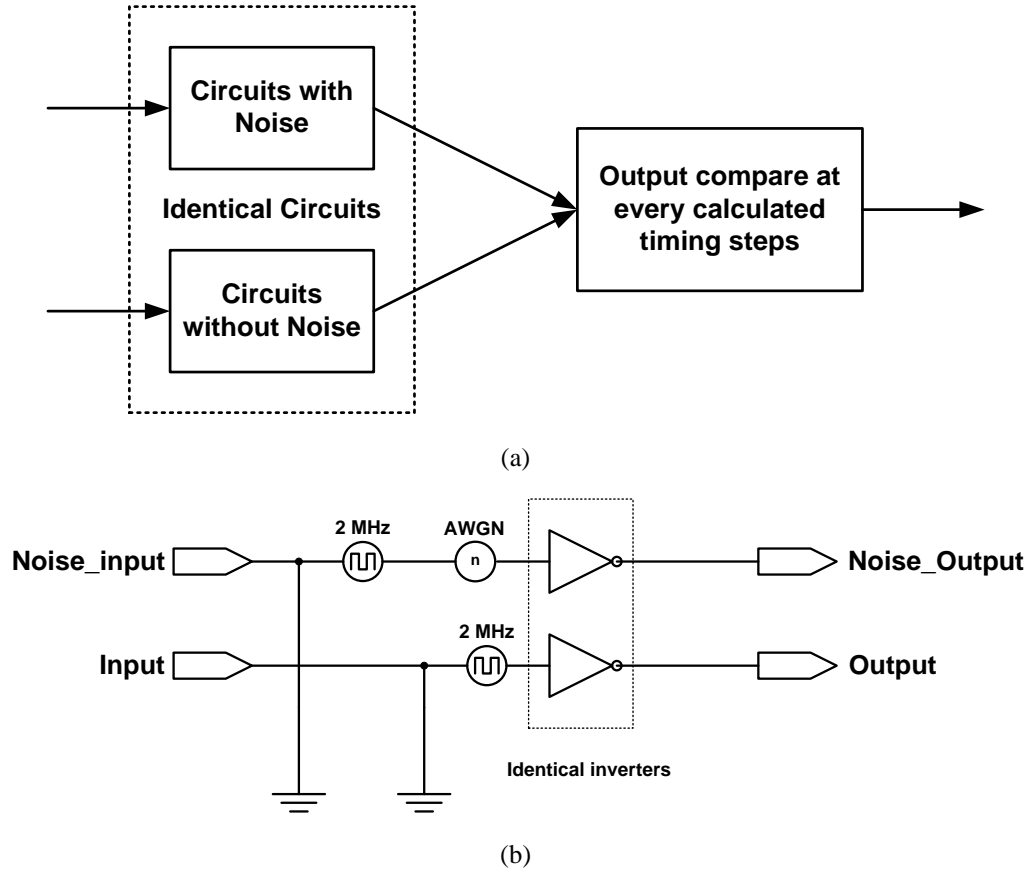 Circuits with
Noise
Identical Circuits
Circuits
without Noise
Output compare at
every calculated
timing steps
(a)
2 MHz
AWGN
Noise_input
n
Noise_Output
2 MHz
Input
Output
Identical inverters
(b)